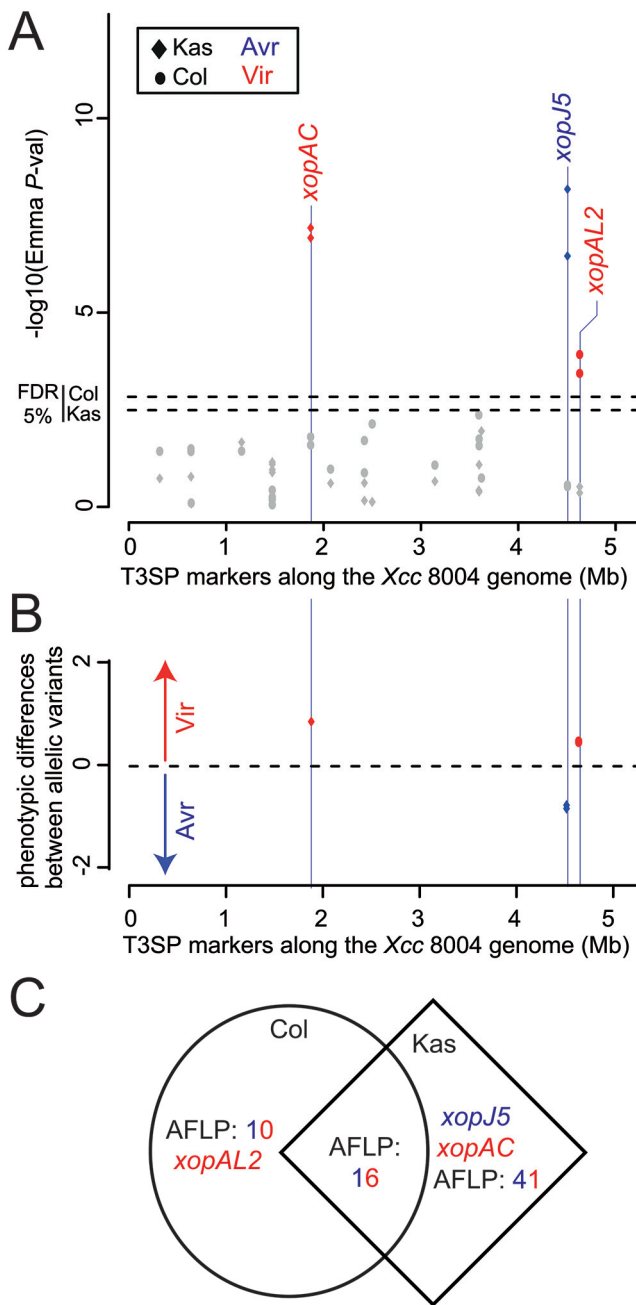 A
Kas Avr
Col Vir
-log10(Emma P-val)
10
5
0
xopAC
xopJ5
xopAL2
FDR Col
5% Kas
0 1 2 3 4 5
T3SP markers along the Xcc 8004 genome (Mb)
B
phenotypic differences
between allelic variants
2
0
-2
Vir
Avr
0 1 2 3 4 5
T3SP markers along the Xcc 8004 genome (Mb)
C
Col
Kas
AFLP: 10
xopAL2
AFLP:
16
xopJ5
xopAC
AFLP: 41